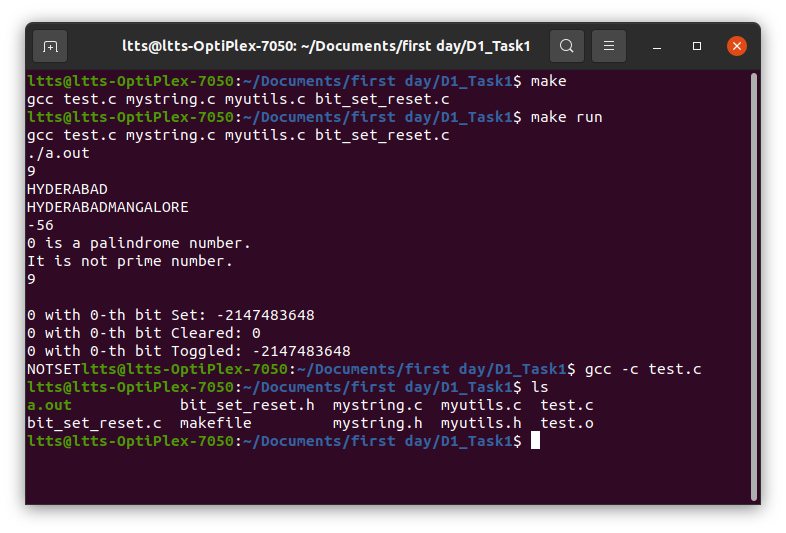 ltts@ltts-OptiPlex-7050: ~/Documents/first day/D1_Task1
ltts@ltts-OptiPlex-7050:~/Documents/first day/D1_Task1$ make
gcc test.c mystring.c myutils.c bit_set_reset.c
ltts@ltts-OptiPlex-7050:~/Documents/first day/D1_Task1$ make run
gcc test.c mystring.c myutils.c bit_set_reset.c
./a.out
9
HYDERABAD
HYDERABADMANGALORE
-56
0 is a palindrome number.
It is not prime number.
9
0 with 0-th bit Set: -2147483648
0 with 0-th bit Cleared: 0
0 with 0-th bit Toggled: -2147483648
NOTSETltts@ltts-OptiPlex-7050:~/Documents/first day/D1_Task1$ gcc -c test.c
ltts@ltts-OptiPlex-7050:~/Documents/first day/D1_Task1$ ls
a.out            bit_set_reset.h  mystring.c  myutils.c  test.c
bit_set_reset.c  makefile         mystring.h  myutils.h  test.o
ltts@ltts-OptiPlex-7050:~/Documents/first day/D1_Task1$